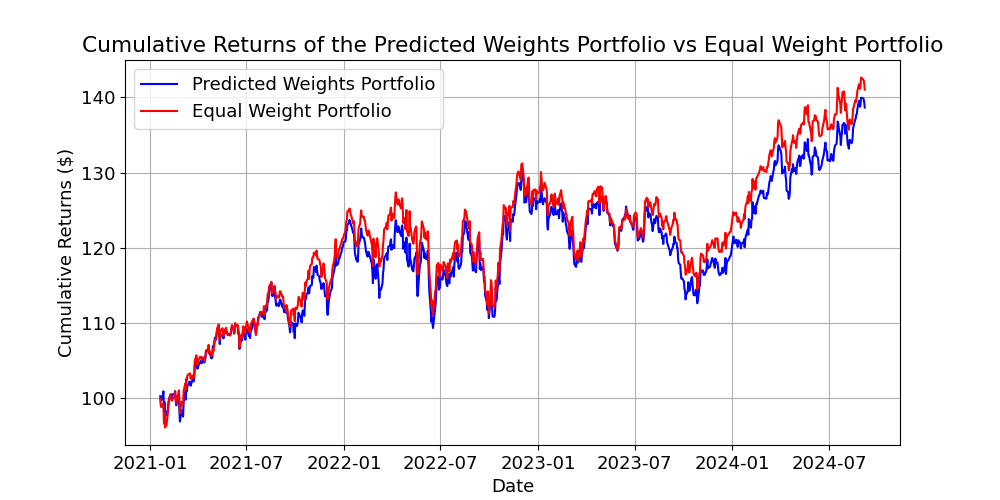 Cumulative Returns of the Predicted Weights Portfolio vs Equal Weight Portfolio
Predicted Weights Portfolio
Equal Weight Portfolio
Cumulative Returns ($)
140
130
120
110
100
2021-01 2021-07 2022-01 2022-07 2023-01 2023-07 2024-01 2024-07
Date